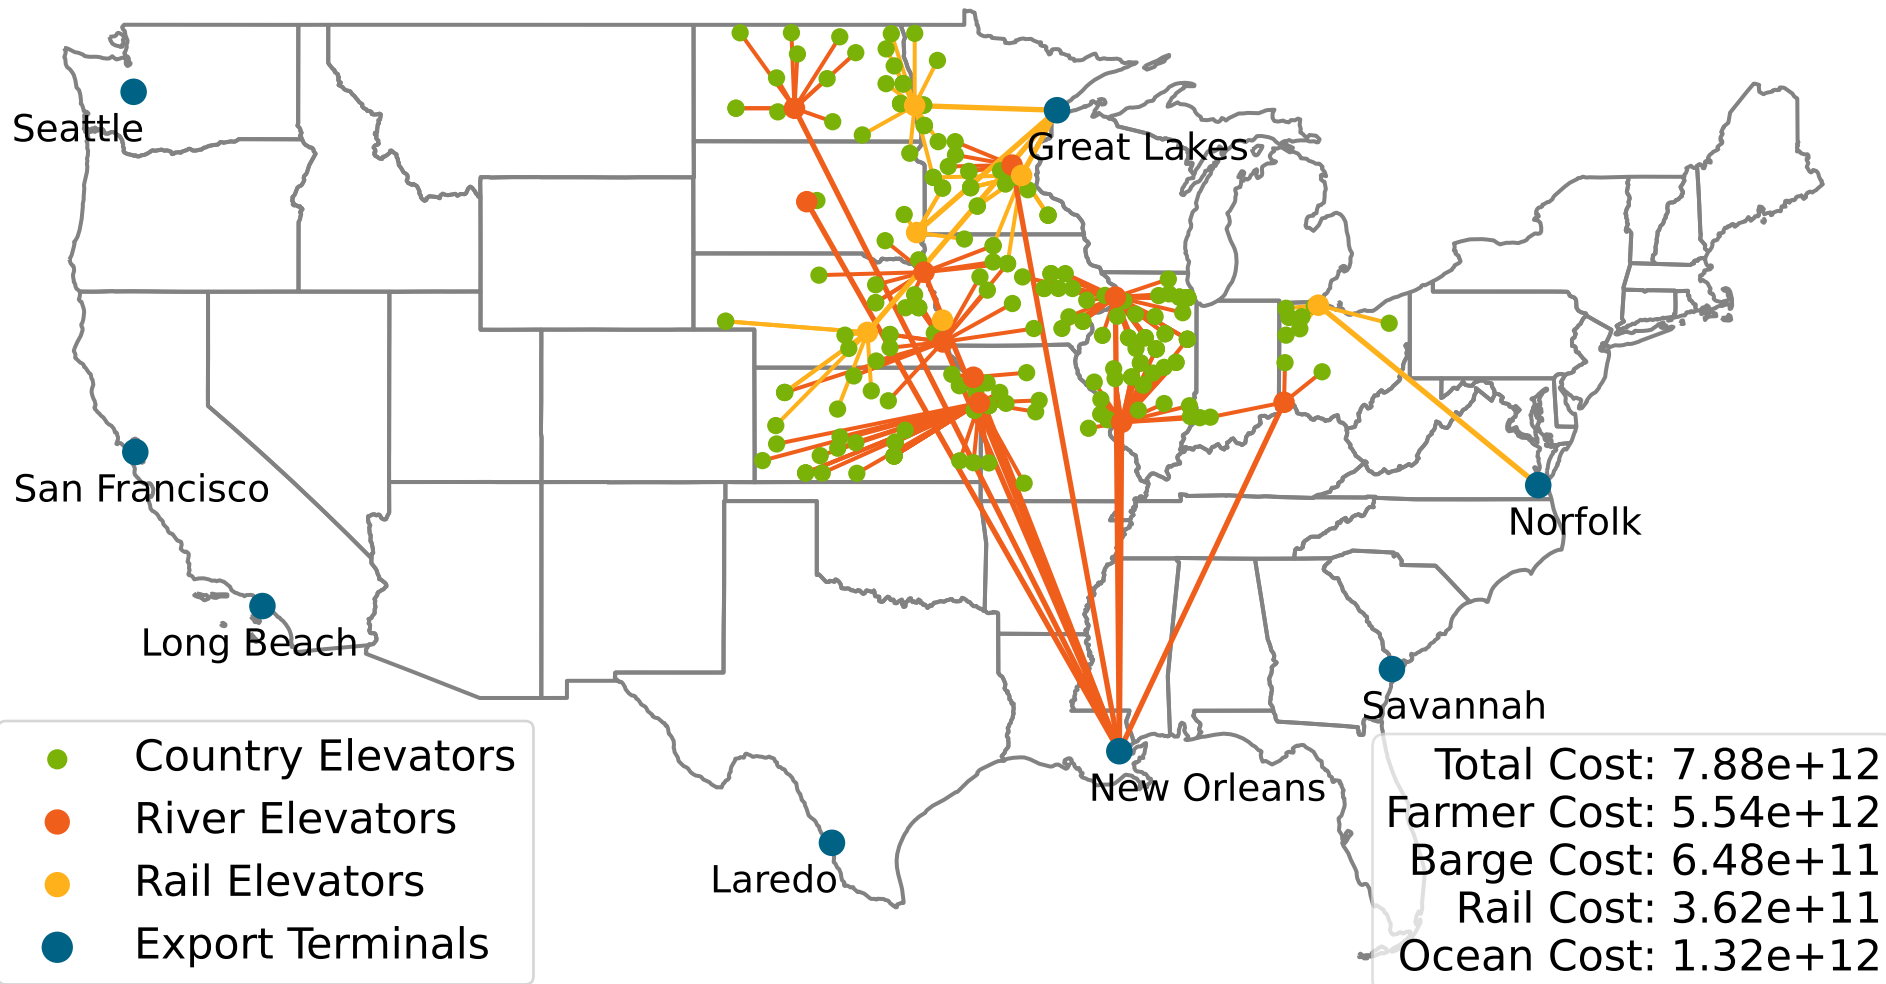 Seattle
Great Lakes
San Francisco
Norfolk
Long Beach
Savannah
New Orleans
Laredo
Country Elevators
River Elevators
Rail Elevators
Export Terminals
Total Cost: 7.88e+12
Farmer Cost: 5.54e+12
Barge Cost: 6.48e+11
Rail Cost: 3.62e+11
Ocean Cost: 1.32e+12